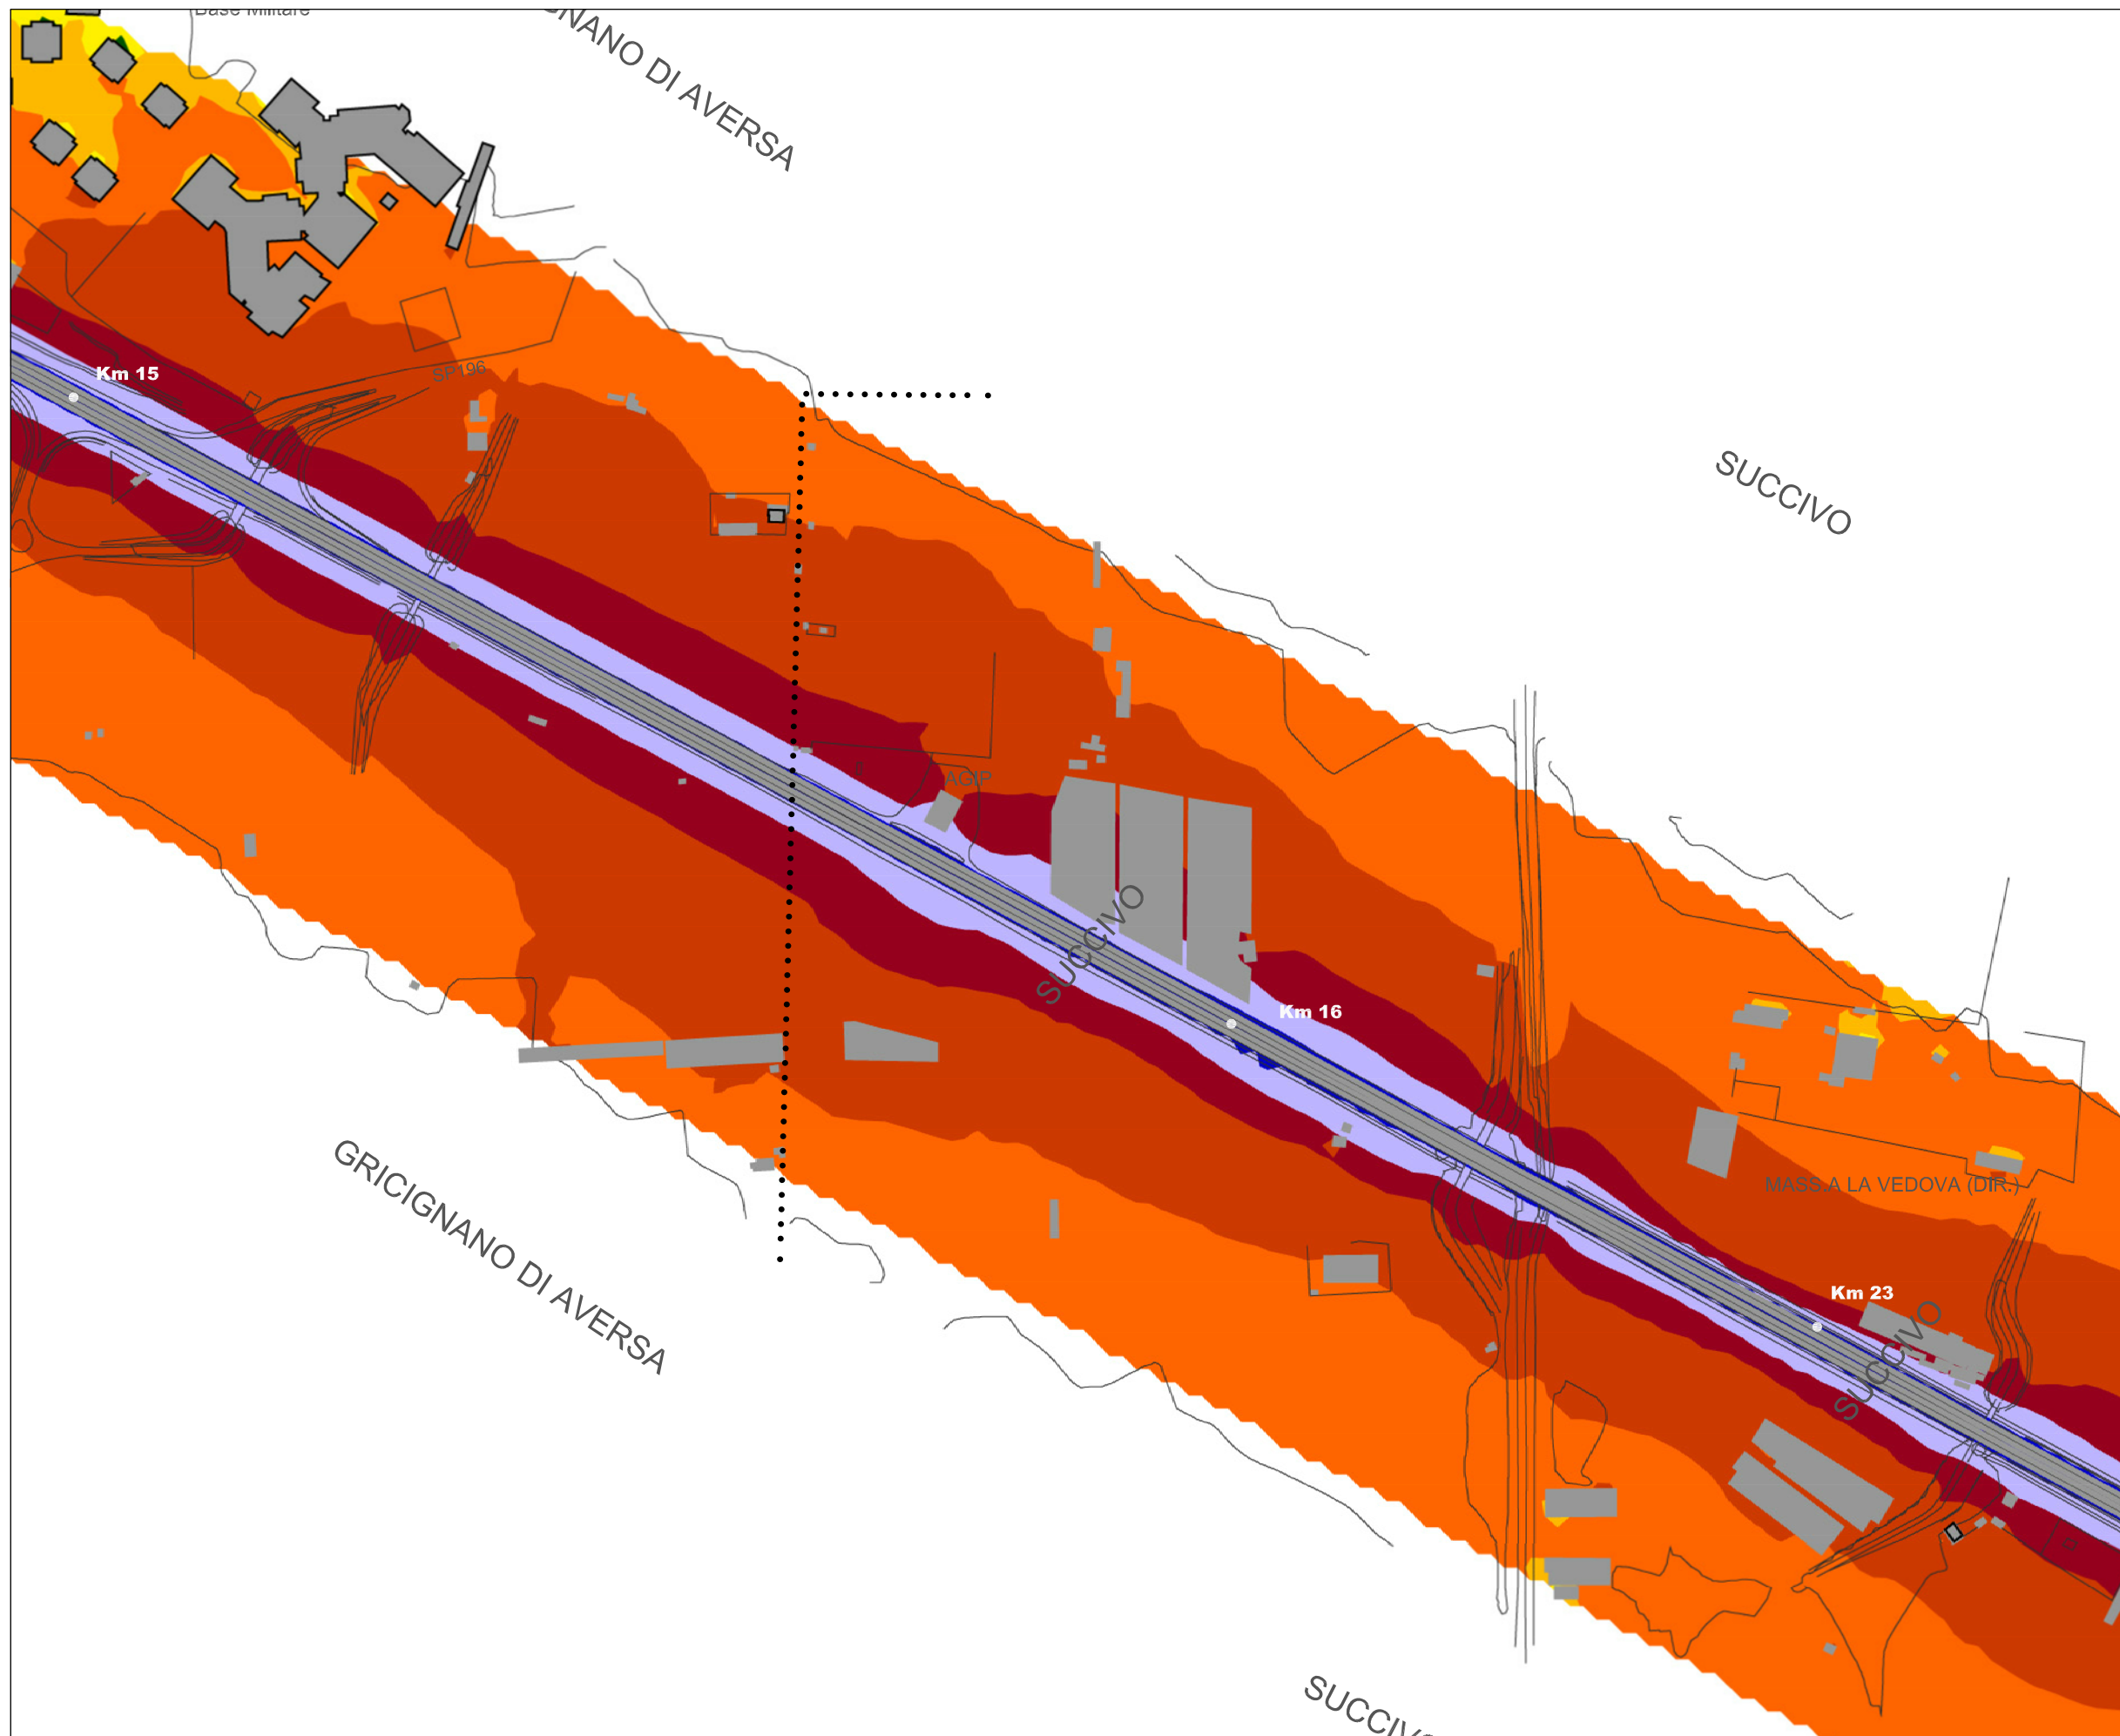 Base Militare
GNANO DI AVERSA
SUCCIVO
Km 15
SP196
AGIP
SUCCIVO
Km 16
MASS.A LA VEDOVA (DIR.)
GRICIGNANO DI AVERSA
Km 23
SUCCIVO
SUCCIVO